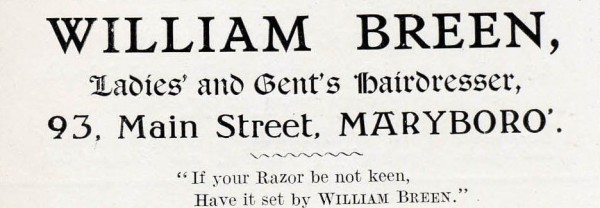 WILLIAM BREEN,
Ladies' and Gent's Hairdresser,
93, Main Street, MARYBORO'.
"If your Razor be not keen,
Have it set by WILLIAM BREEN."